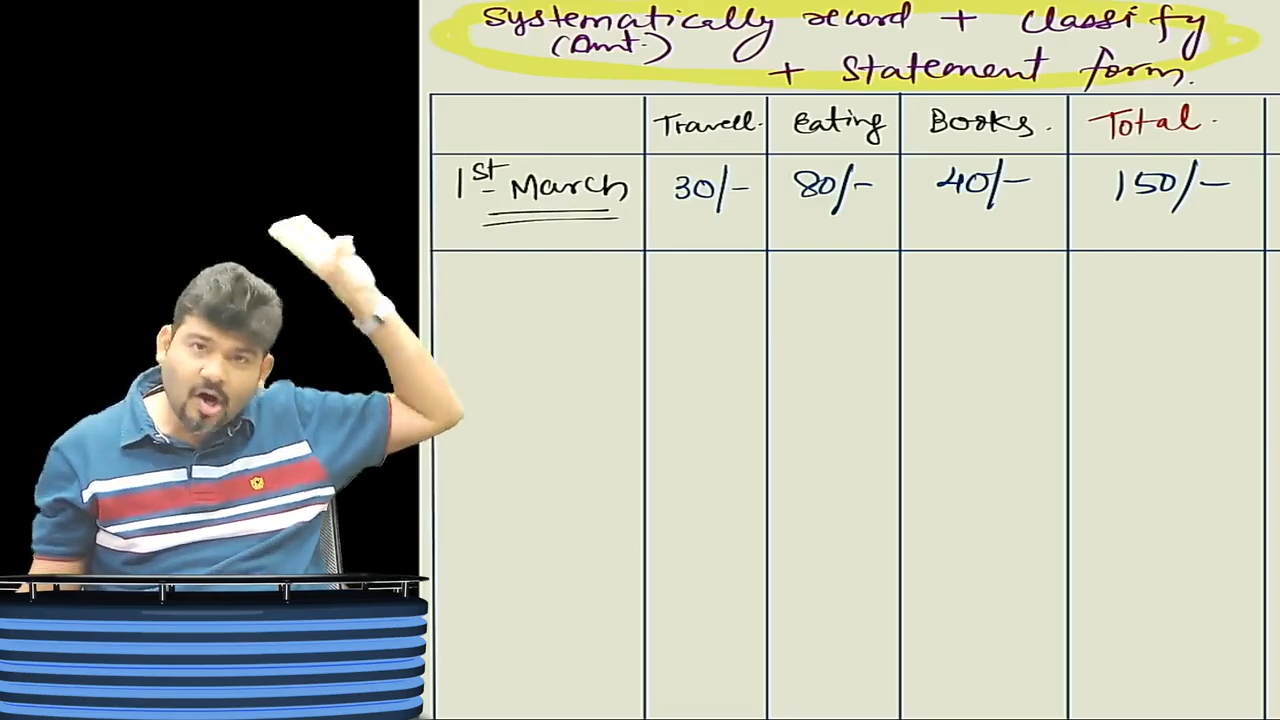 systematically record + classify
(Amt.)
+ statement form.
Travell. Eating Books. Total.
1st March 30/- 80/- 40/- 150/-